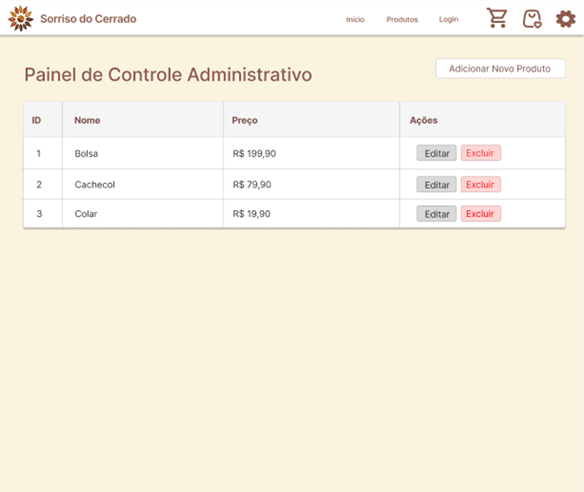 Sorriso do Cerrado Início Produtos Login
Painel de Controle Administrativo Adicionar Novo Produto
ID Nome Preço Ações
1 Bolsa R$ 199,90 Editar Excluir
2 Cachecol R$ 79,90 Editar Excluir
3 Colar R$ 19,90 Editar Excluir